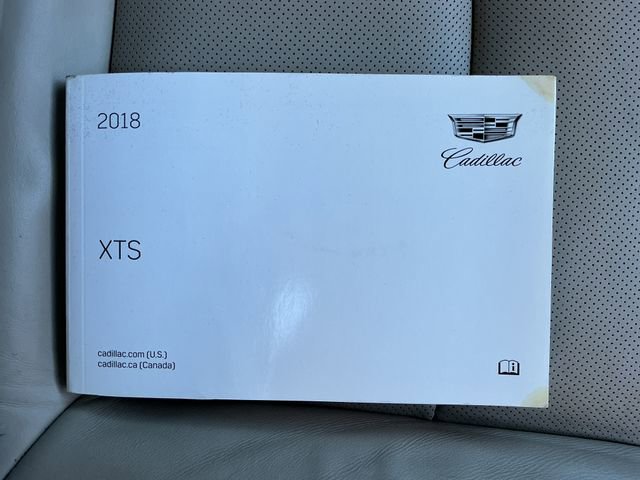 2018
Cadillac
XTS
cadillac.com (U.S.)
cadillac.ca (Canada)
i